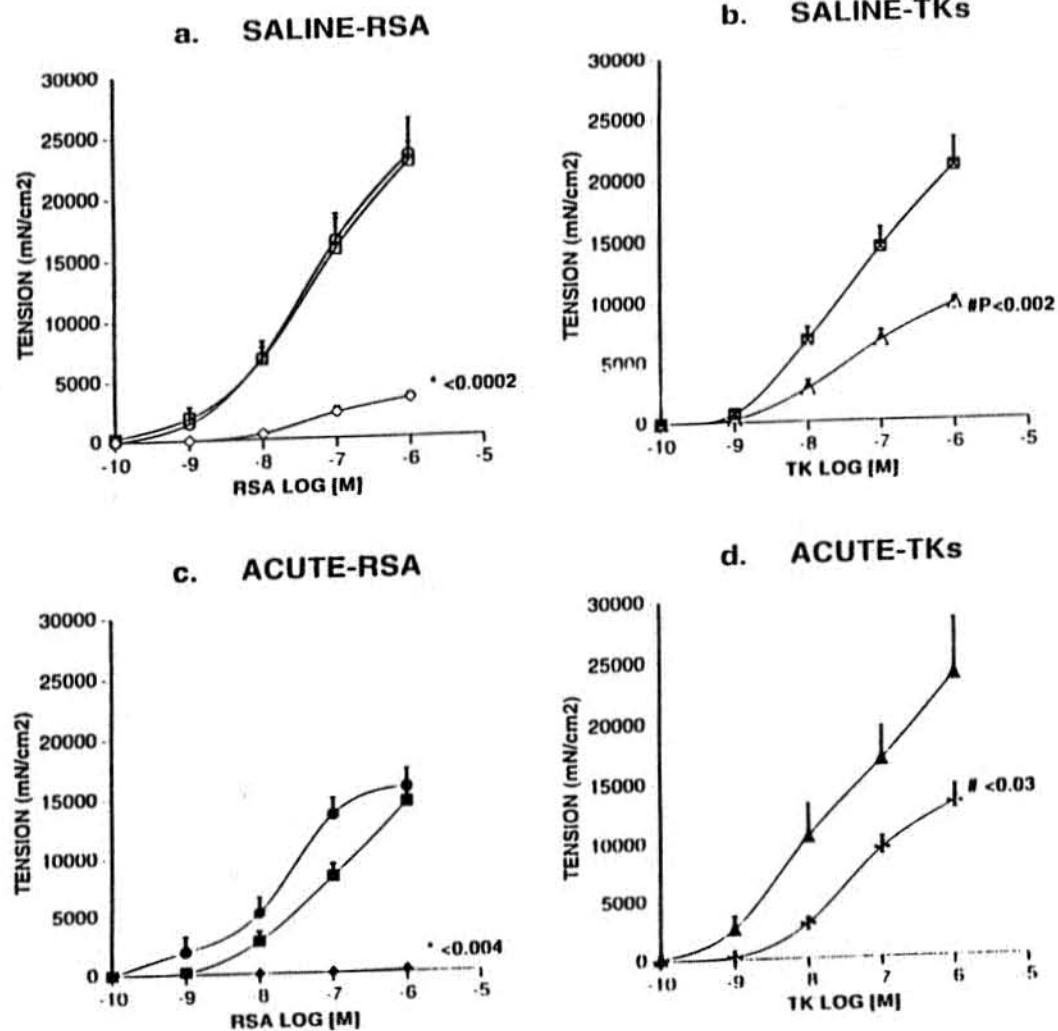 a. SALINE-RSA
30000
25000
20000
15000
10000
5000
0
TENSION (mN/cm2)
* <0.0002
-10 -9 -8 -7 -6 -5
RSA LOG [M]
b. SALINE-TKs
30000
25000
20000
15000
10000
5000
0
TENSION (mN/cm2)
#P<0.002
-10 -9 -8 -7 -6 -5
TK LOG [M]
c. ACUTE-RSA
30000
25000
20000
15000
10000
5000
0
TENSION (mN/cm2)
* <0.004
-10 -9 -8 -7 -6 -5
RSA LOG [M]
d. ACUTE-TKs
30000
25000
20000
15000
10000
5000
0
TENSION (mN/cm2)
# <0.03
-10 -9 -8 -7 -6 -5
TK LOG [M]